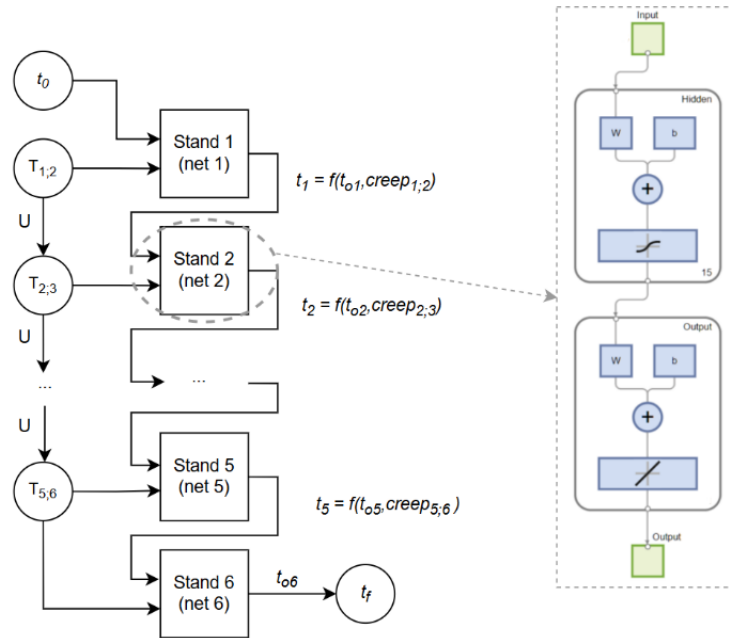 t0
Stand 1
(net 1)
T1;2
t1 = f(to1,creep1;2)
U
Stand 2
(net 2)
T2;3
t2 = f(to2,creep2;3)
U
...
...
U
Stand 5
(net 5)
T5;6
t5 = f(to5,creep5;6 )
Stand 6
(net 6)
to6
tf
Input
Hidden
W
b
+
15
Output
W
b
+
Output